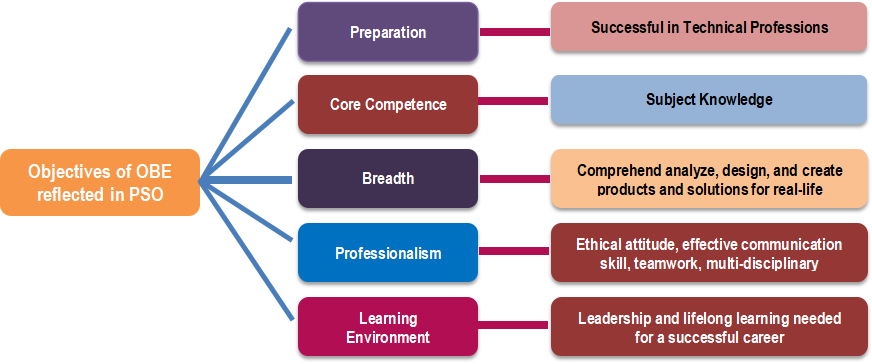 Objectives of OBE
reflected in PSO
Preparation
Successful in Technical Professions
Core Competence
Subject Knowledge
Breadth
Comprehend analyze, design, and create
products and solutions for real-life
Professionalism
Ethical attitude, effective communication
skill, teamwork, multi-disciplinary
Learning
Environment
Leadership and lifelong learning needed
for a successful career